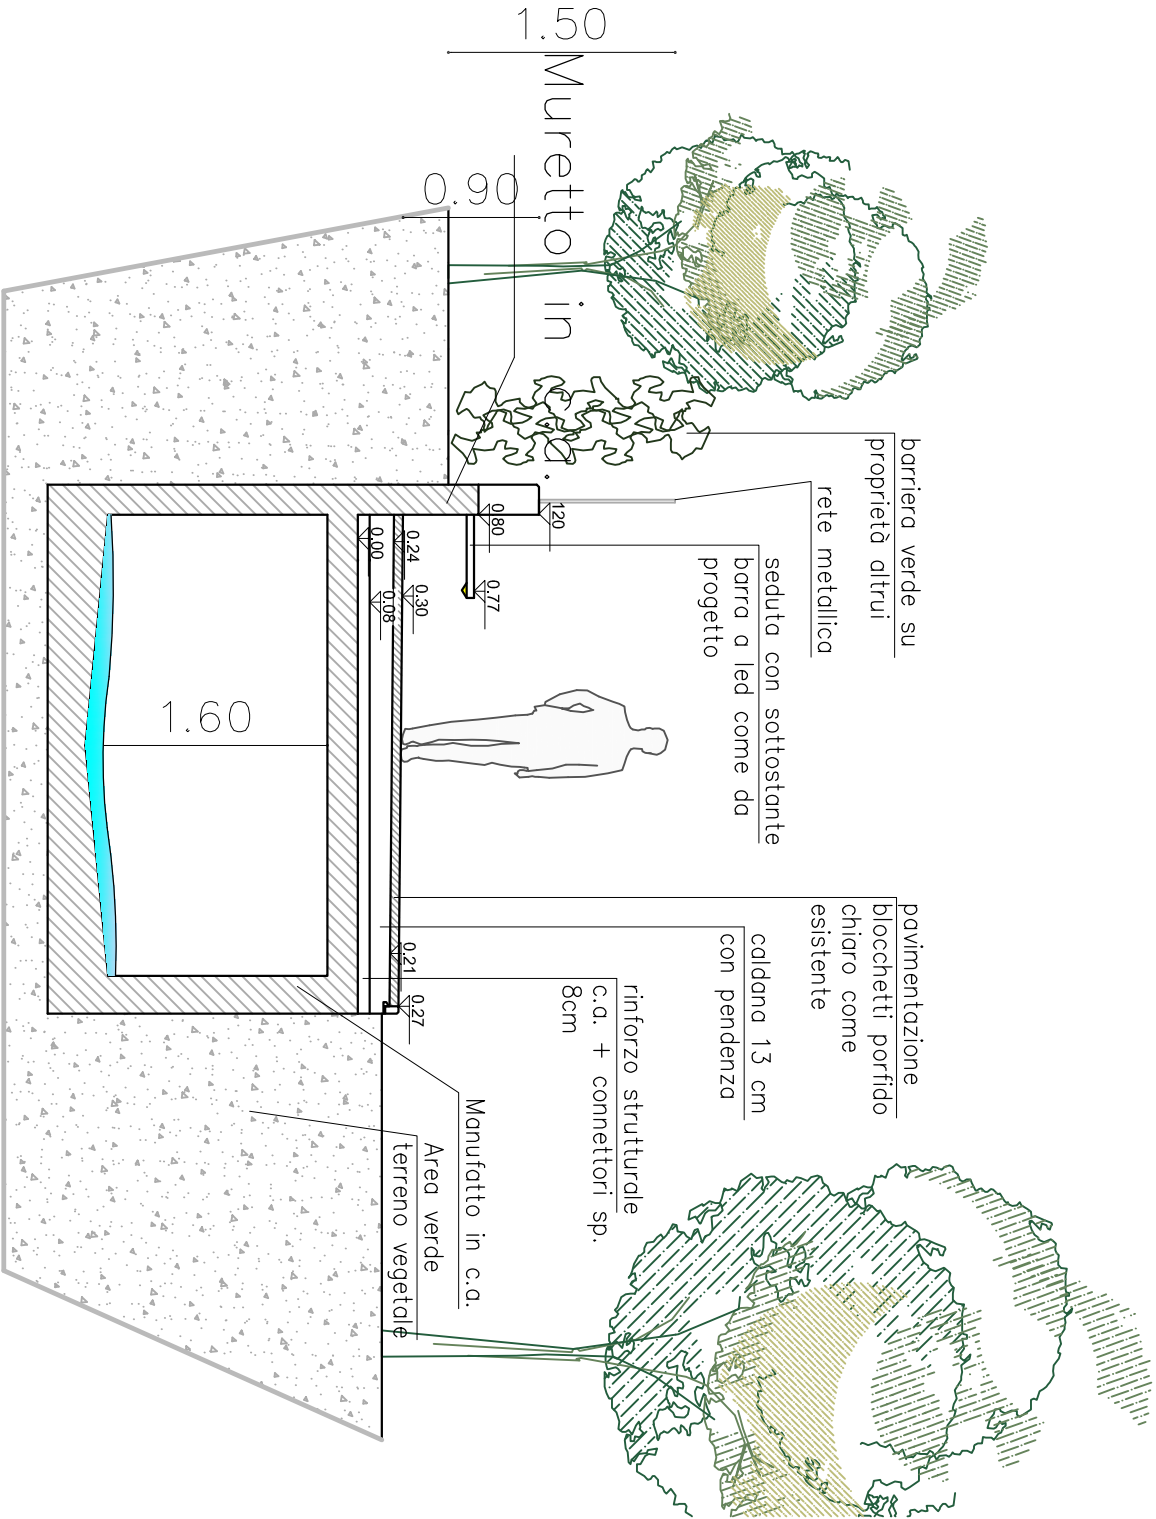 1.50
Muretto in c.a.
0.90
barriera verde su
proprietà altrui
rete metallica
seduta con sottostante
barra a led come da
progetto
120
0.80
0.77
0.24
0.30
0.00
0.08
1.60
pavimentazione
blocchetti porfido
chiaro come
esistente
caldana 13 cm
con pendenza
0.21
0.27
rinforzo strutturale
c.a. + connettori sp.
8cm
Manufatto in c.a.
Area verde
terreno vegetale